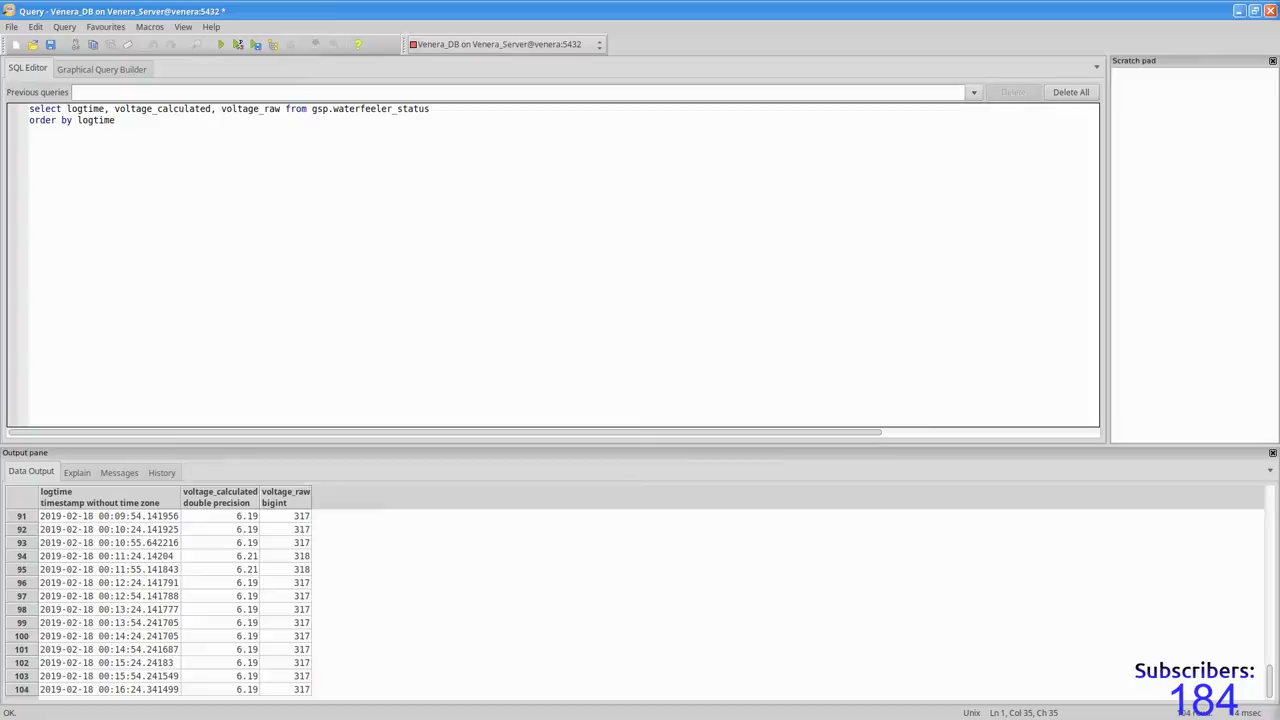 Query - Venera_DB on Venera_Server@venera:5432 *
File Edit Query Favourites Macros View Help
Venera_DB on Venera_Server@venera:5432
SQL Editor Graphical Query Builder
Scratch pad
Previous queries Delete Delete All
select logtime, voltage_calculated, voltage_raw from gsp.waterfeeler_status
order by logtime
Output pane
Data Output Explain Messages History
logtime voltage_calculated voltage_raw
timestamp without time zone double precision bigint
91 2019-02-18 00:09:54.141956 6.19 317
92 2019-02-18 00:10:24.141925 6.19 317
93 2019-02-18 00:10:55.642216 6.19 317
94 2019-02-18 00:11:24.14204 6.21 318
95 2019-02-18 00:11:55.141843 6.21 318
96 2019-02-18 00:12:24.141791 6.19 317
97 2019-02-18 00:12:54.141788 6.19 317
98 2019-02-18 00:13:24.141777 6.19 317
99 2019-02-18 00:13:54.241705 6.19 317
100 2019-02-18 00:14:24.241705 6.19 317
101 2019-02-18 00:14:54.241687 6.19 317
102 2019-02-18 00:15:24.24183 6.19 317
103 2019-02-18 00:15:54.241549 6.19 317
104 2019-02-18 00:16:24.341499 6.19 317
Subscribers:
184
OK. Unix Ln 1, Col 35, Ch 35 msec